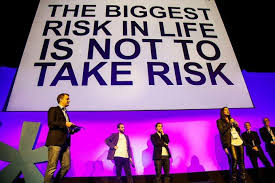 THE BIGGEST
RISK IN LIFE
IS NOT TO
TAKE RISK